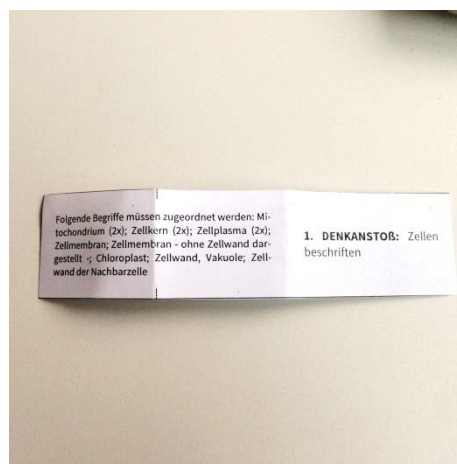 Folgende Begriffe müssen zugeordnet werden: Mi-
tochondrium (2x); Zellkern (2x); Zellplasma (2x);
Zellmembran; Zellmembran - ohne Zellwand dar-
gestellt -; Chloroplast; Zellwand, Vakuole; Zell-
wand der Nachbarzelle
1. DENKANSTOß: Zellen
beschriften